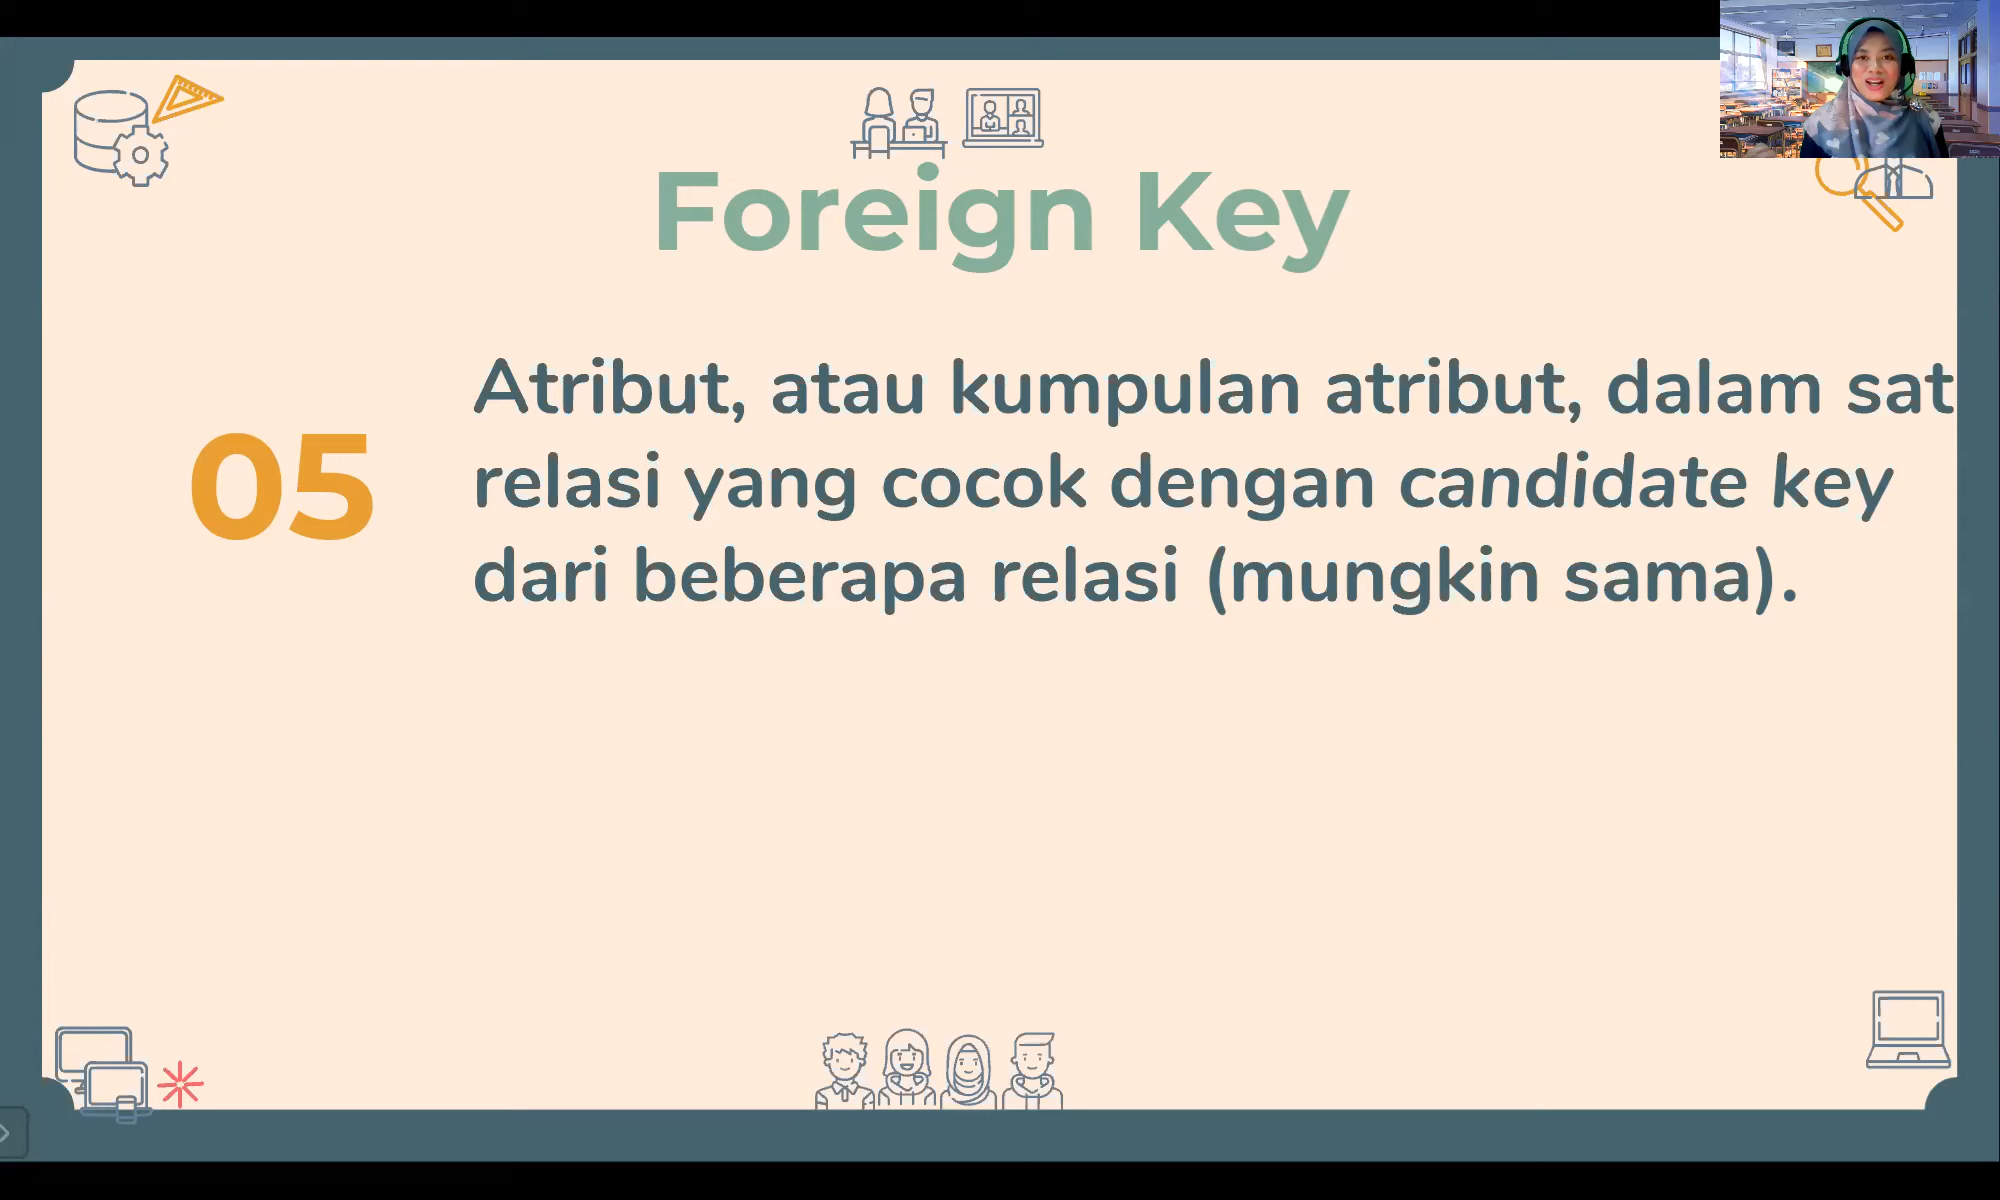 Foreign Key
05
Atribut, atau kumpulan atribut, dalam sat
relasi yang cocok dengan candidate key
dari beberapa relasi (mungkin sama).